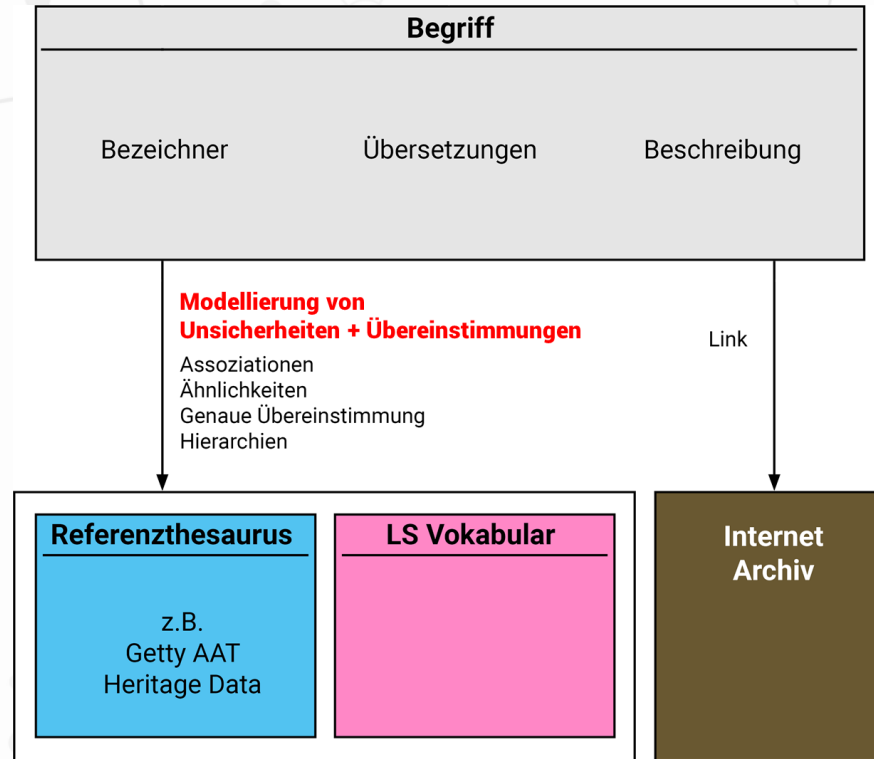 Begriff
Bezeichner Übersetzungen Beschreibung
Modellierung von
Unsicherheiten + Übereinstimmungen
Assoziationen
Ähnlichkeiten
Genaue Übereinstimmung
Hierarchien
Link
Referenzthesaurus
z.B.
Getty AAT
Heritage Data
LS Vokabular
Internet
Archiv